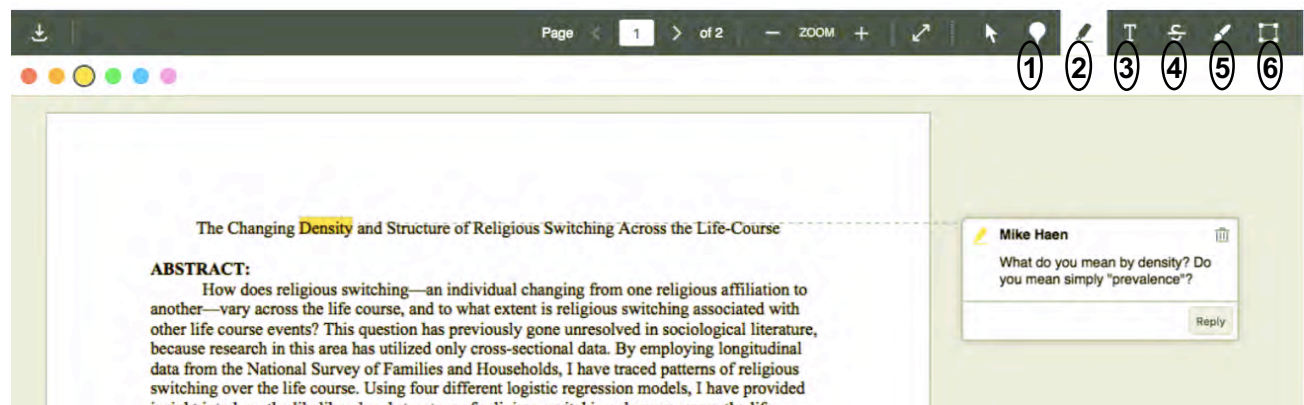 Page 1 of 2 ZOOM
1 2 3 4 5 6
The Changing Density and Structure of Religious Switching Across the Life-Course
Mike Haen
What do you mean by density? Do
you mean simply "prevalence"?
Reply
ABSTRACT:
How does religious switching—an individual changing from one religious affiliation to
another—vary across the life course, and to what extent is religious switching associated with
other life course events? This question has previously gone unresolved in sociological literature,
because research in this area has utilized only cross-sectional data. By employing longitudinal
data from the National Survey of Families and Households, I have traced patterns of religious
switching over the life course. Using four different logistic regression models, I have provided